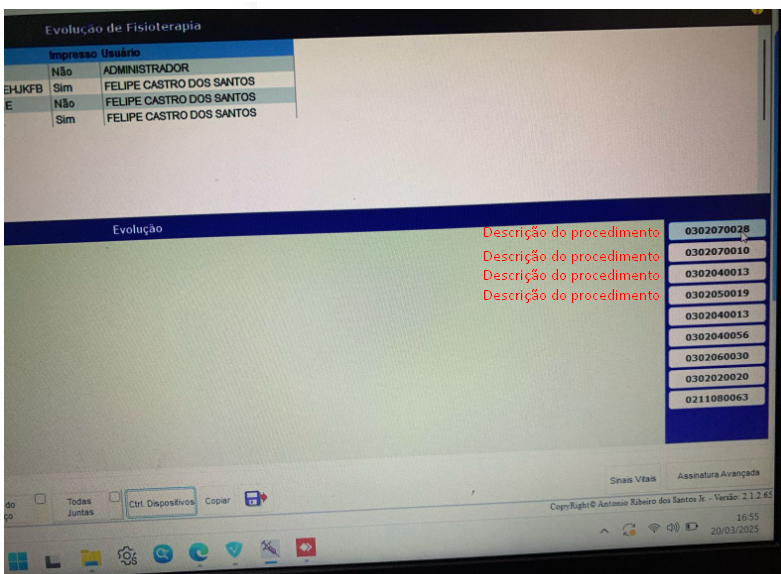 Evolução de Fisioterapia
Impresso Usuário
Não ADMINISTRADOR
EHJKFB Sim FELIPE CASTRO DOS SANTOS
E Não FELIPE CASTRO DOS SANTOS
Sim FELIPE CASTRO DOS SANTOS
Evolução
Descrição do procedimento 0302070028
Descrição do procedimento 0302070010
Descrição do procedimento 0302040013
Descrição do procedimento 0302050019
0302040013
0302040056
0302060030
0302020020
0211080063
do
ço
Todas
Juntas
Ctrl. Dispositivos
Copiar
Sinais Vitais
Assinatura Avançada
CopyRight© Antonio Ribeiro dos Santos Jr. - Versão: 2.1.2.65
16:55
20/03/2025